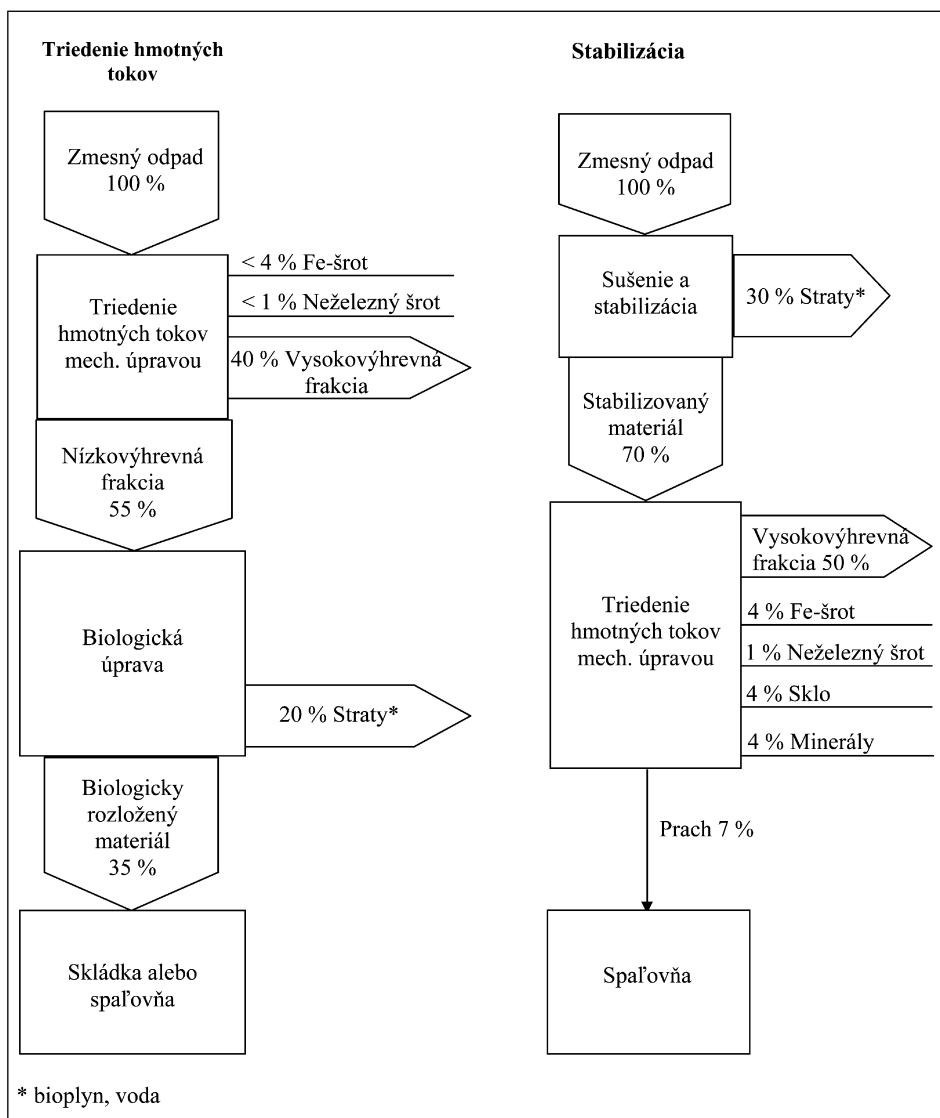 Triedenie hmotných
tokov
Zmesný odpad
100 %
Triedenie
hmotných tokov
mech. úpravou
< 4 % Fe-šrot
< 1 % Neželezný šrot
40 % Vysokovýhrevná
frakcia
Nízkovýhrevná
frakcia
55 %
Biologická
úprava
20 % Straty*
Biologicky
rozložený
materiál
35 %
Skládka alebo
spaľovňa
Stabilizácia
Zmesný odpad
100 %
Sušenie a
stabilizácia
30 % Straty*
Stabilizovaný
materiál
70 %
Triedenie
hmotných tokov
mech. úpravou
Vysokovýhrevná
frakcia 50 %
4 % Fe-šrot
1 % Neželezný šrot
4 % Sklo
4 % Minerály
Prach 7 %
Spaľovňa
* bioplyn, voda